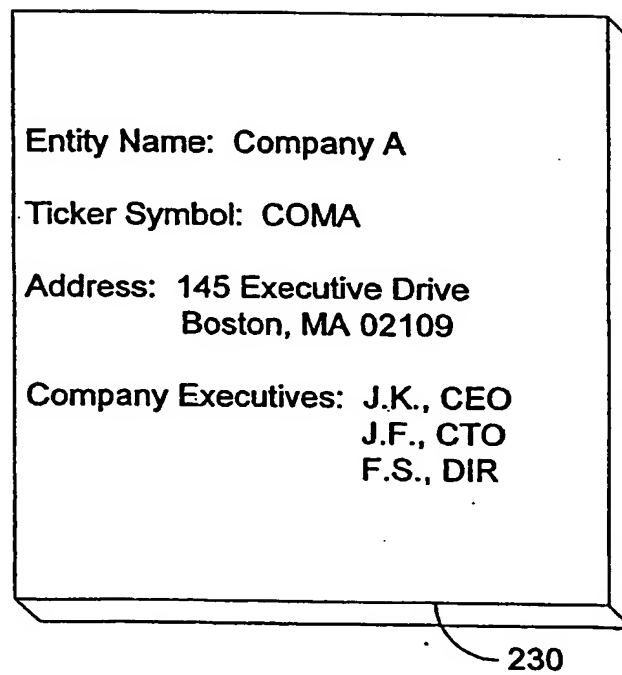 Entity Name: Company A
Ticker Symbol: COMA
Address: 145 Executive Drive
Boston, MA 02109
Company Executives: J.K., CEO
J.F., CTO
F.S., DIR
230